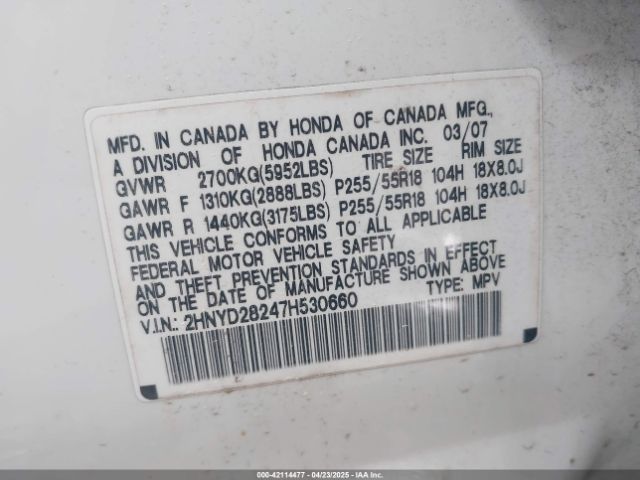 MFD. IN CANADA BY HONDA OF CANADA MFG.,
A DIVISION OF HONDA CANADA INC. 03/07
GVWR 2700KG(5952LBS) TIRE SIZE RIM SIZE
GAWR F 1310KG(2888LBS) P255/55R18 104H 18X8.0J
GAWR R 1440KG(3175LBS) P255/55R18 104H 18X8.0J
THIS VEHICLE CONFORMS TO ALL APPLICABLE
FEDERAL MOTOR VEHICLE SAFETY
AND THEFT PREVENTION STANDARDS IN EFFECT
ON THE DATE OF MANUFACTURE SHOWN ABOVE
V.I.N.: 2HNYD28247H530660 TYPE: MPV
000-42114477 - 04/23/2025 - IAA Inc.